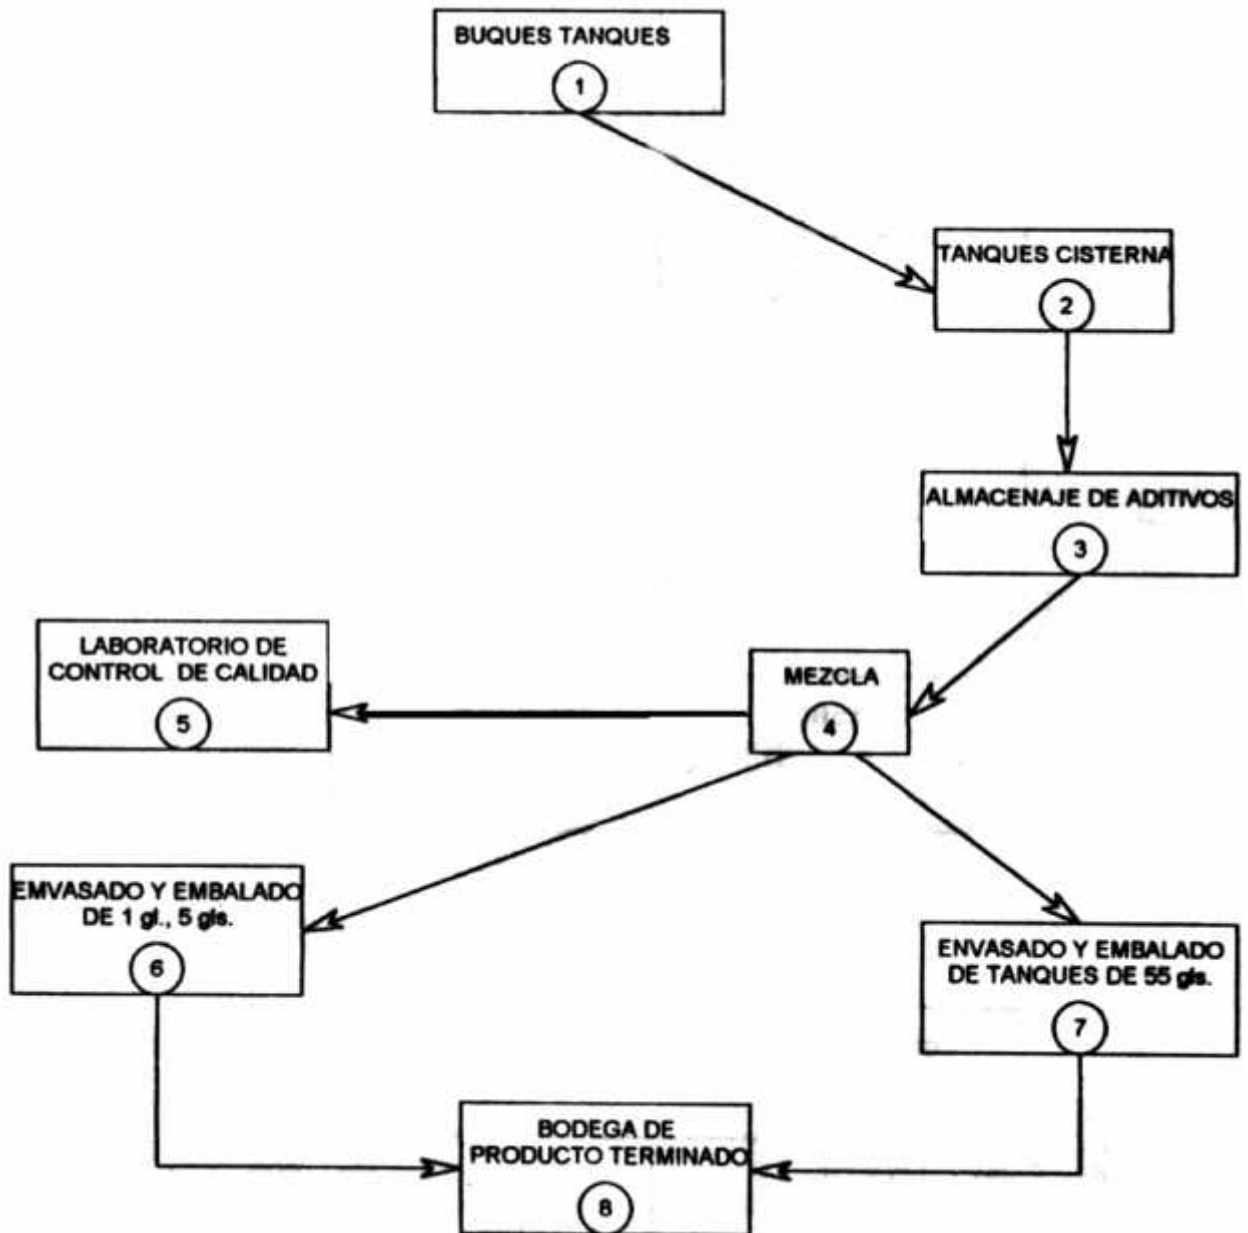 BUQUES TANQUES
1
TANQUES CISTERNA
2
ALMACENAJE DE ADITIVOS
3
LABORATORIO DE
CONTROL DE CALIDAD
5
MEZCLA
4
EMVASADO Y EMBALADO
DE 1 gl., 5 gls.
6
ENVASADO Y EMBALADO
DE TANQUES DE 55 gls.
7
BODEGA DE
PRODUCTO TERMINADO
8